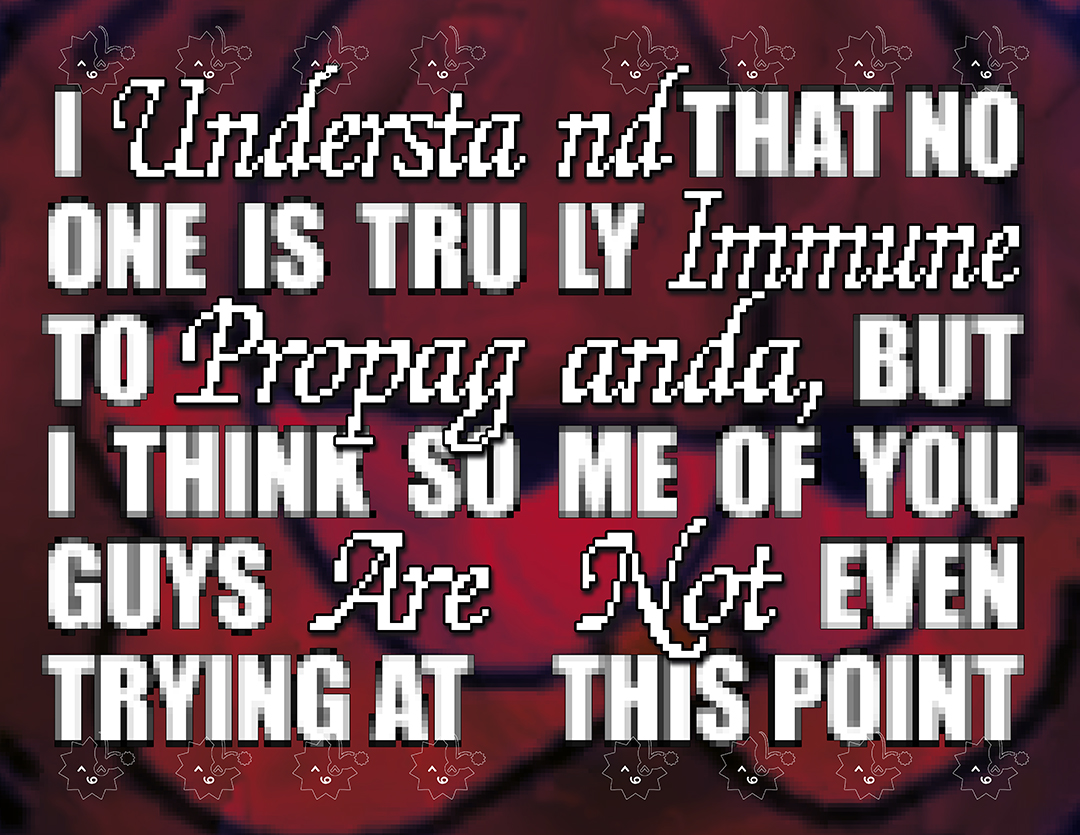 I Understa nd THAT NO
ONE IS TRU LY Immune
TO Propag anda, BUT
I THINK SO ME OF YOU
GUYS Are Not EVEN
TRYING AT THIS POINT